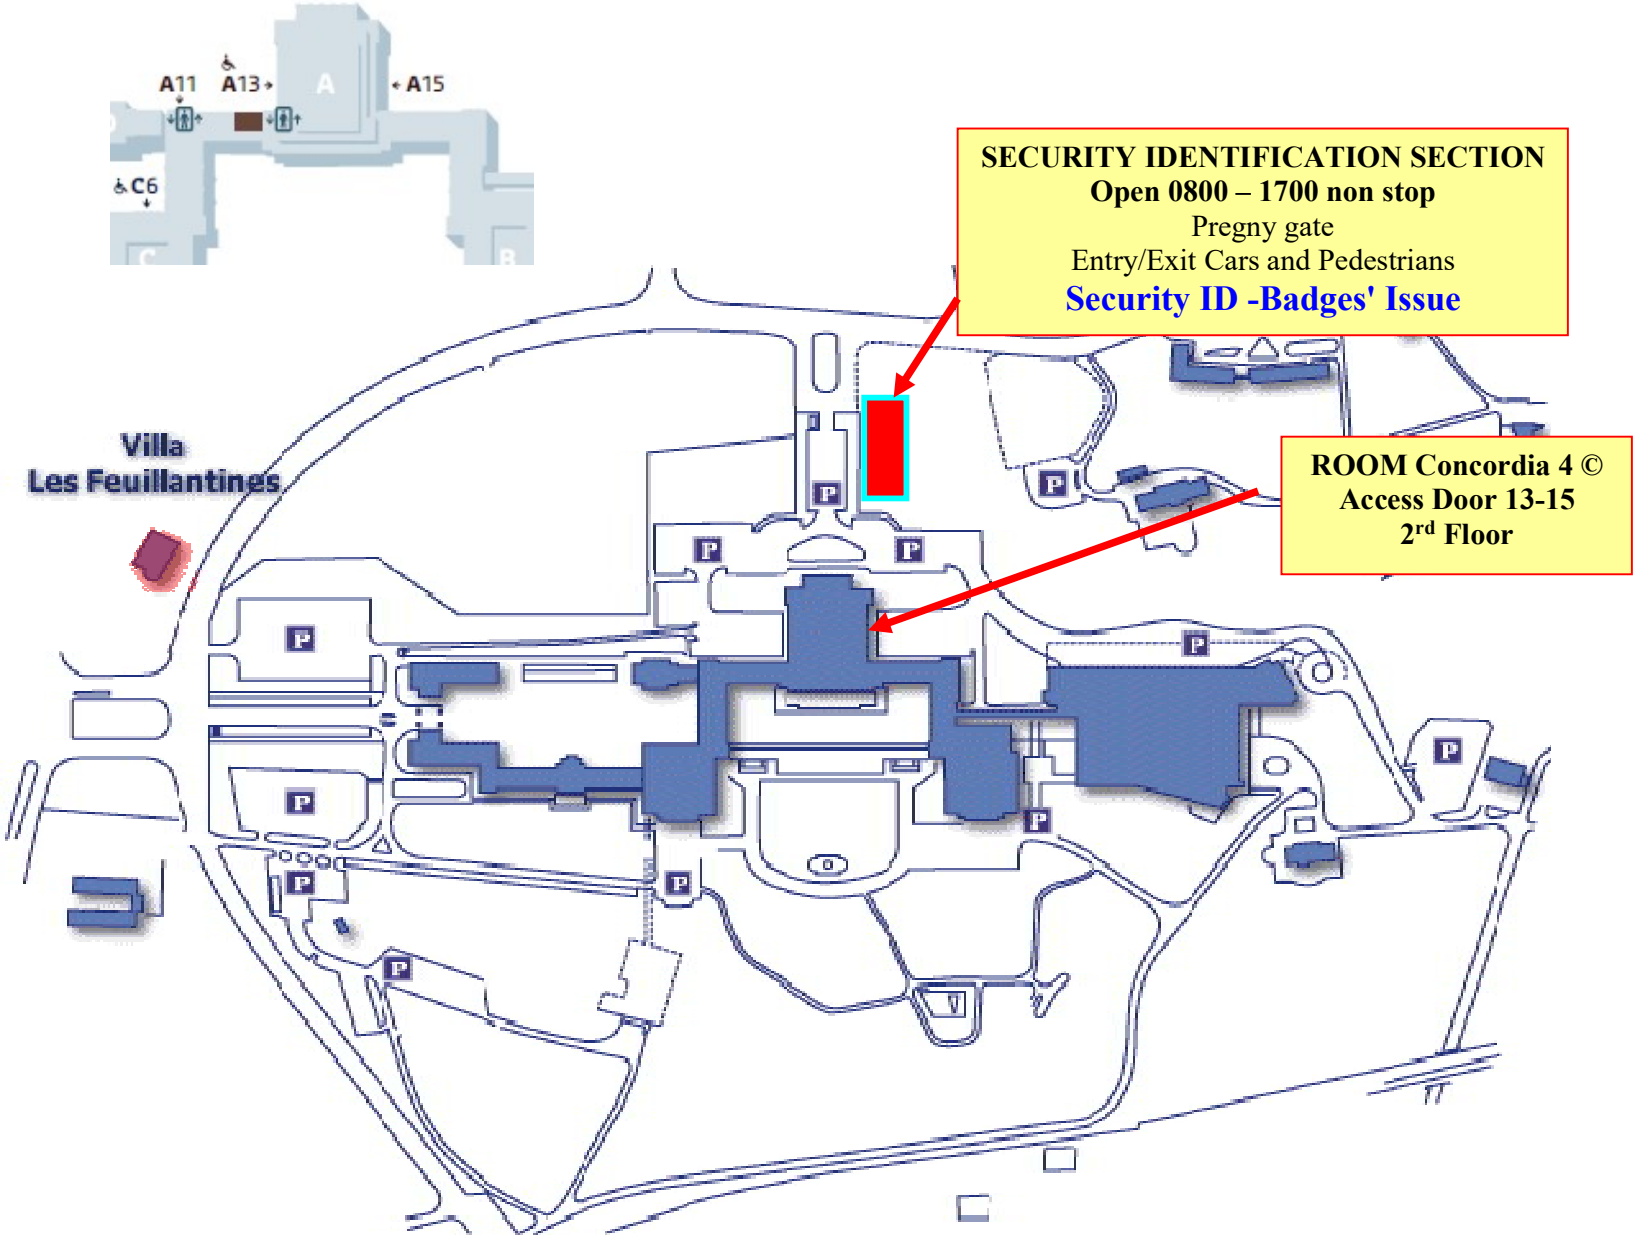 A11
A13
A
A15
C6
C
B
SECURITY IDENTIFICATION SECTION
Open 0800 – 1700 non stop
Pregny gate
Entry/Exit Cars and Pedestrians
Security ID -Badges' Issue
Villa
Les Feuillantines
ROOM Concordia 4 ©
Access Door 13-15
2rd Floor
P
P
P
P
P
P
P
P
P
P
P
P